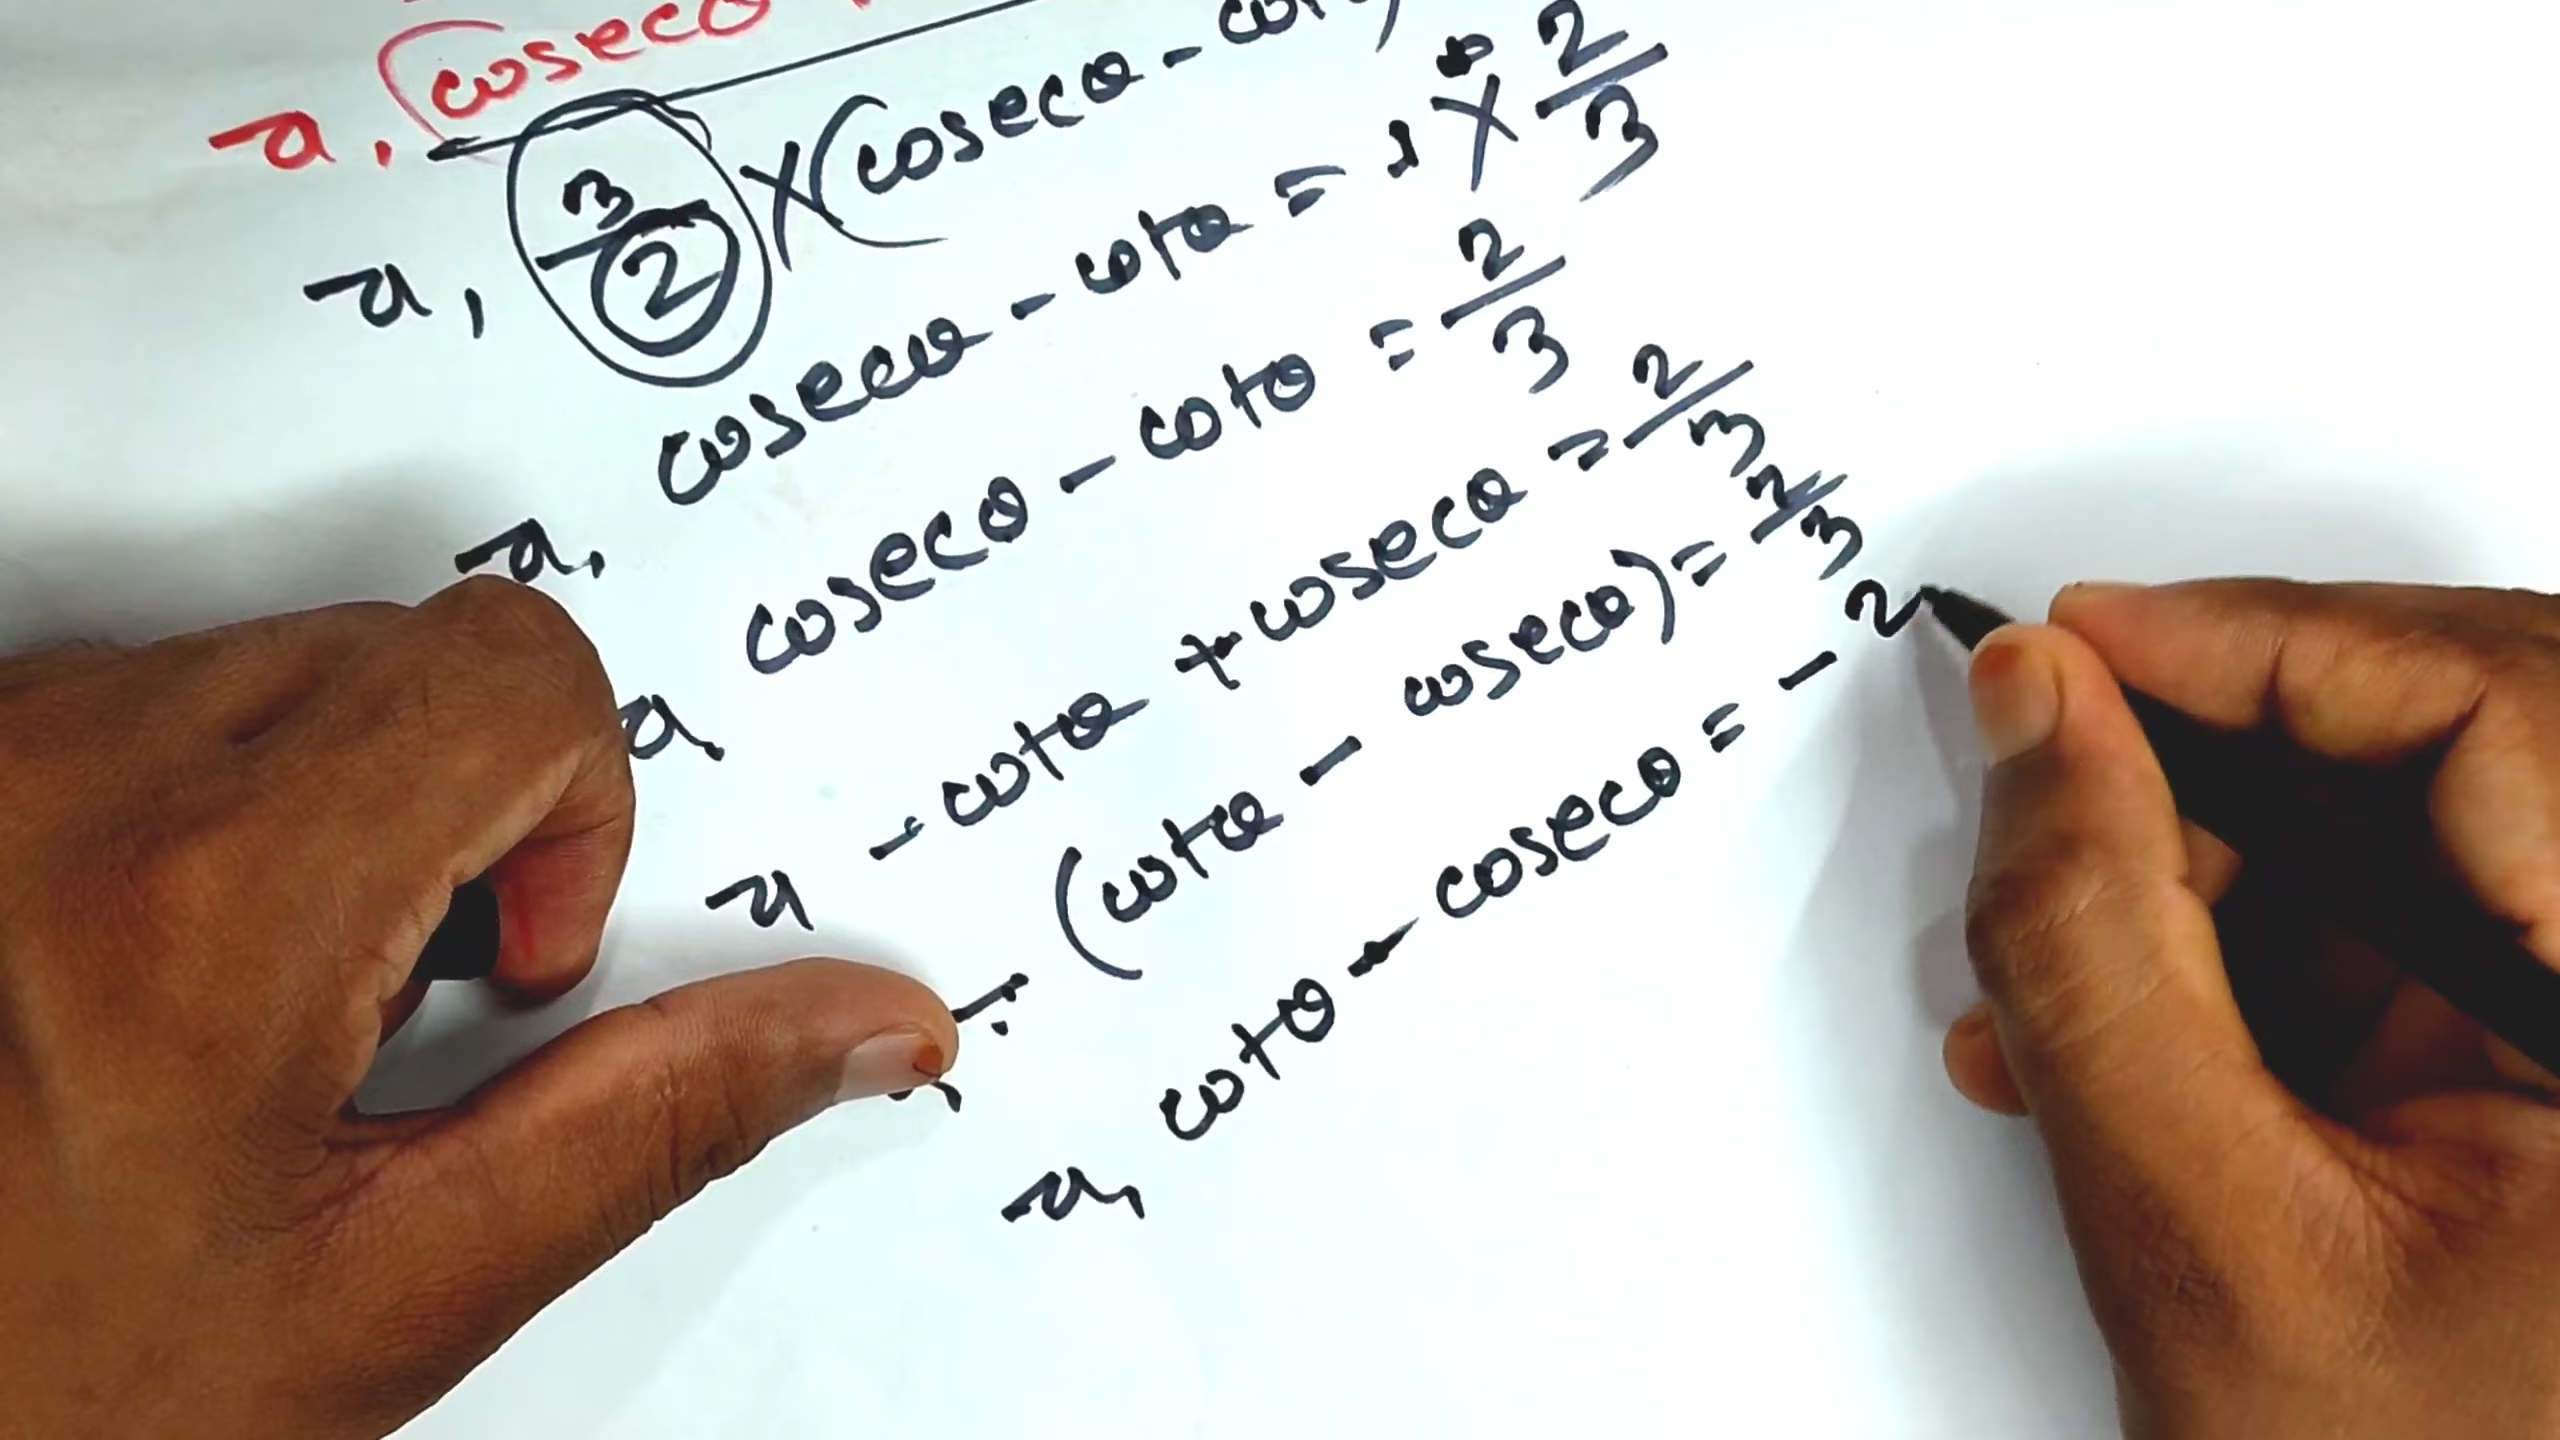 বা, (cosecθ
বা, 3/2 × (cosecθ - cotθ)
বা, cosecθ - cotθ = 1 × 2/3
বা cosecθ - cotθ = 2/3
বা - cotθ + cosecθ = 2/3
(cotθ - cosecθ) = 2/3
বা, cotθ - cosecθ = - 2